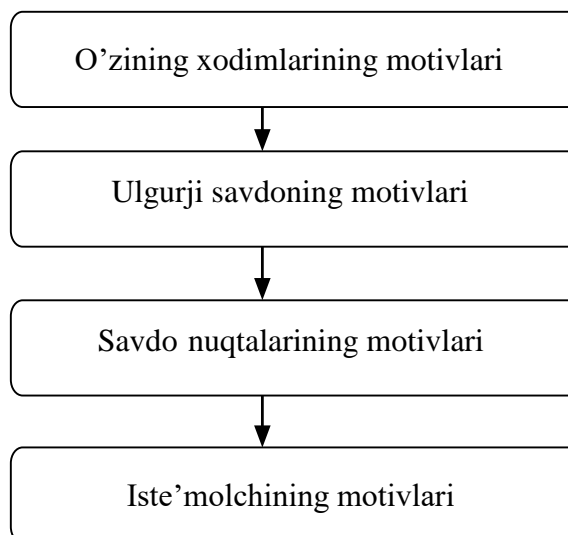 O’zining xodimlarining motivlari
Ulgurji savdoning motivlari
Savdo nuqtalarining motivlari
Iste’molchining motivlari